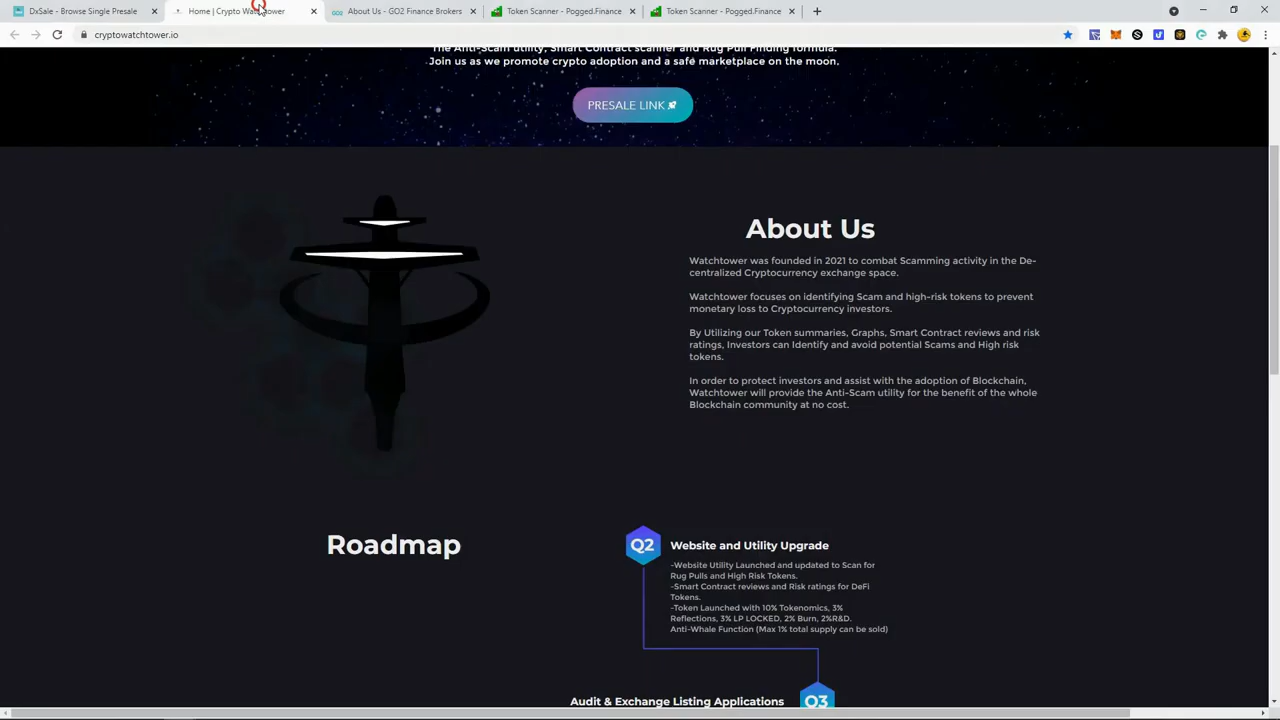 DxSale - Browse Single Presale
Home | Crypto Watchtower
About Us - GO2 Finance Brokers
Token Scanner - Pogged.Finance
Token Scanner - Pogged.Finance
cryptowatchtower.io
The Anti-Scam utility, Smart Contract scanner and Rug Pull Finding formula.
Join us as we promote crypto adoption and a safe marketplace on the moon.
PRESALE LINK
About Us
Watchtower was founded in 2021 to combat Scamming activity in the De-
centralized Cryptocurrency exchange space.
Watchtower focuses on identifying Scam and high-risk tokens to prevent
monetary loss to Cryptocurrency investors.
By Utilizing our Token summaries, Graphs, Smart Contract reviews and risk
ratings, Investors can Identify and avoid potential Scams and High risk
tokens.
In order to protect investors and assist with the adoption of Blockchain,
Watchtower will provide the Anti-Scam utility for the benefit of the whole
Blockchain community at no cost.
Roadmap
Q2
Website and Utility Upgrade
-Website Utility Launched and updated to Scan for
Rug Pulls and High Risk Tokens.
-Smart Contract reviews and Risk ratings for DeFi
Tokens.
-Token Launched with 10% Tokenomics, 3%
Reflections, 3% LP LOCKED, 2% Burn, 2%R&D.
Anti-Whale Function (Max 1% total supply can be sold)
Audit & Exchange Listing Applications
Q3